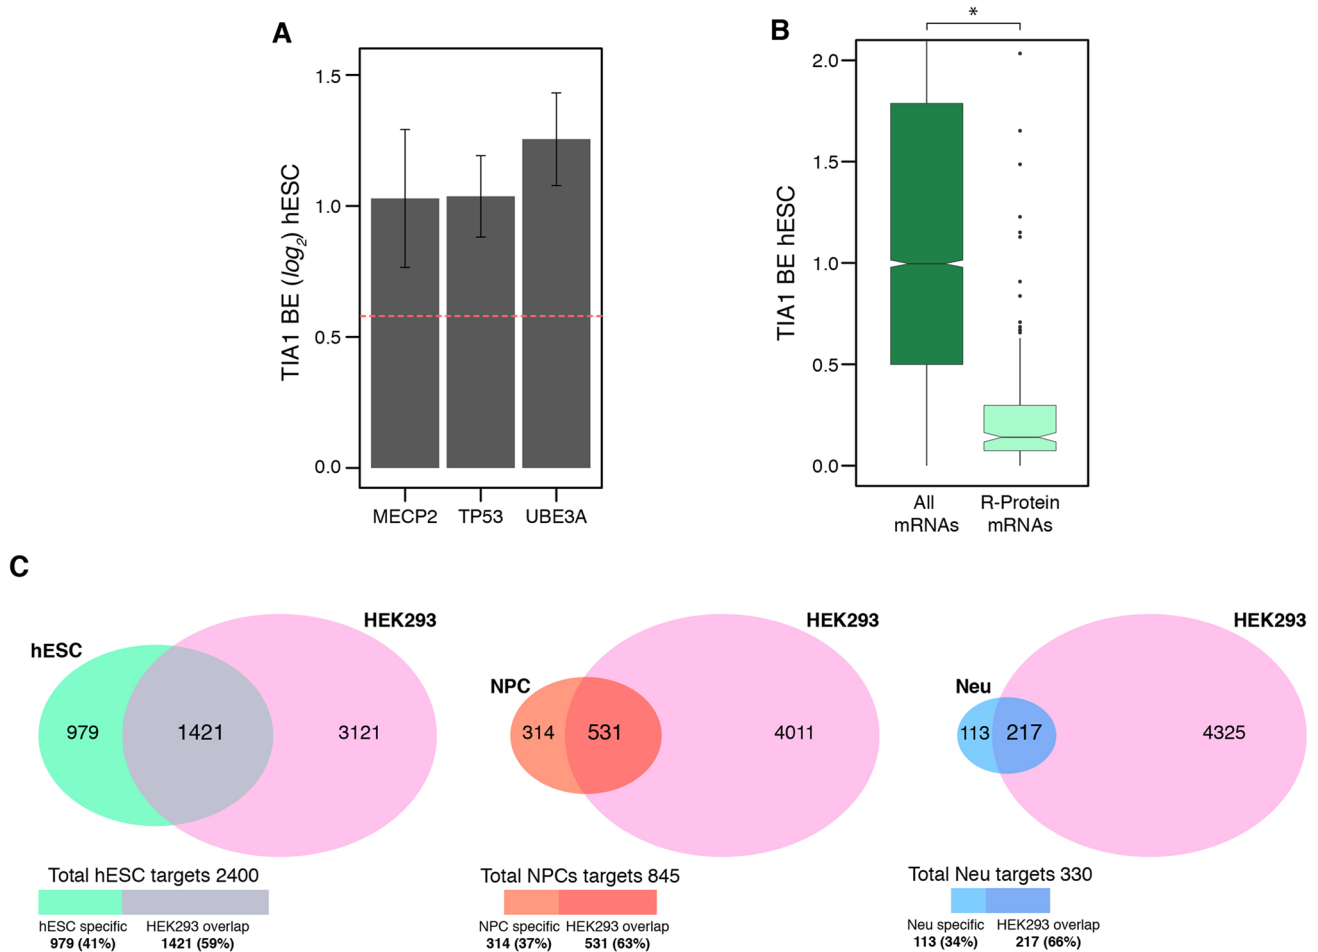 A
TIA1 BE (log2) hESC
1.5
1.0
0.5
0.0
MECP2 TP53 UBE3A
B
*
TIA1 BE hESC
2.0
1.5
1.0
0.5
0.0
All mRNAs
R-Protein mRNAs
C
hESC
HEK293
979
1421
3121
Total hESC targets 2400
hESC specific
979 (41%)
HEK293 overlap
1421 (59%)
NPC
HEK293
314
531
4011
Total NPCs targets 845
NPC specific
314 (37%)
HEK293 overlap
531 (63%)
Neu
HEK293
113
217
4325
Total Neu targets 330
Neu specific
113 (34%)
HEK293 overlap
217 (66%)